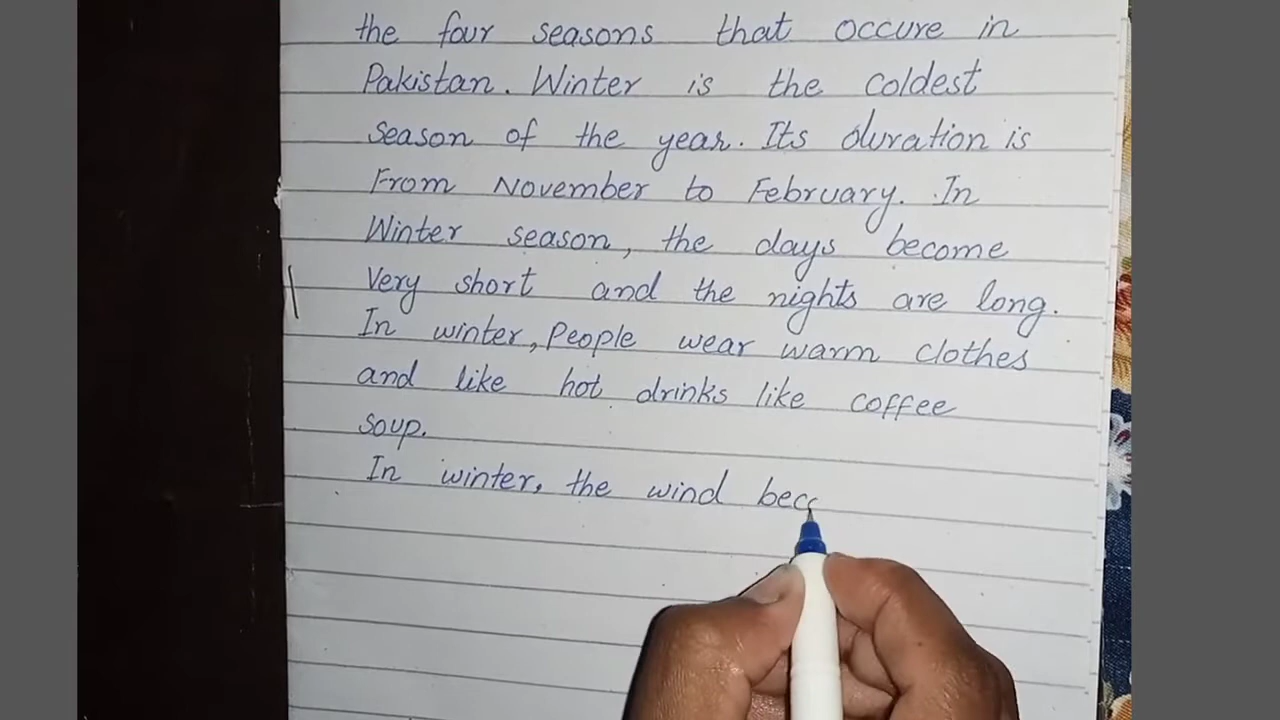 the four seasons that occure in
Pakistan. Winter is the coldest
season of the year. Its duration is
From November to February. In
Winter season, the days become
Very short and the nights are long.
In winter, People wear warm clothes
and like hot drinks like coffee
soup.
In winter, the wind bec